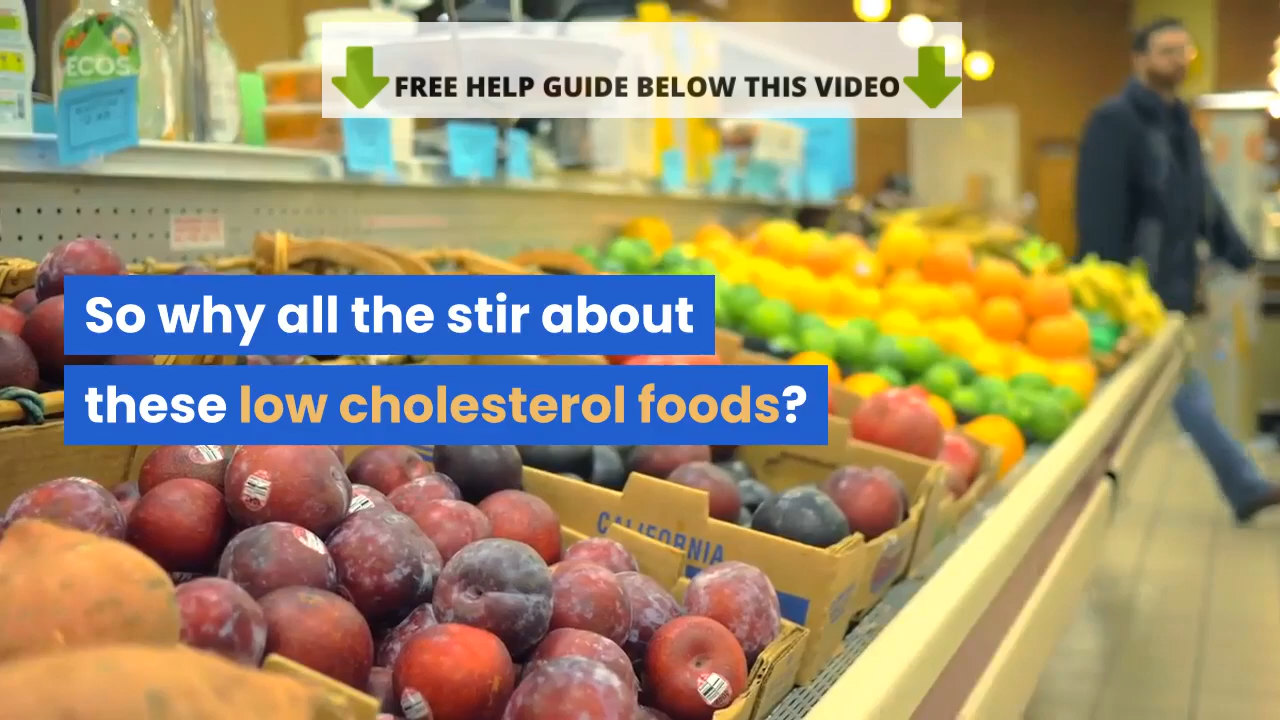 ECOS
FREE HELP GUIDE BELOW THIS VIDEO
So why all the stir about
these low cholesterol foods?
CALIFORNIA